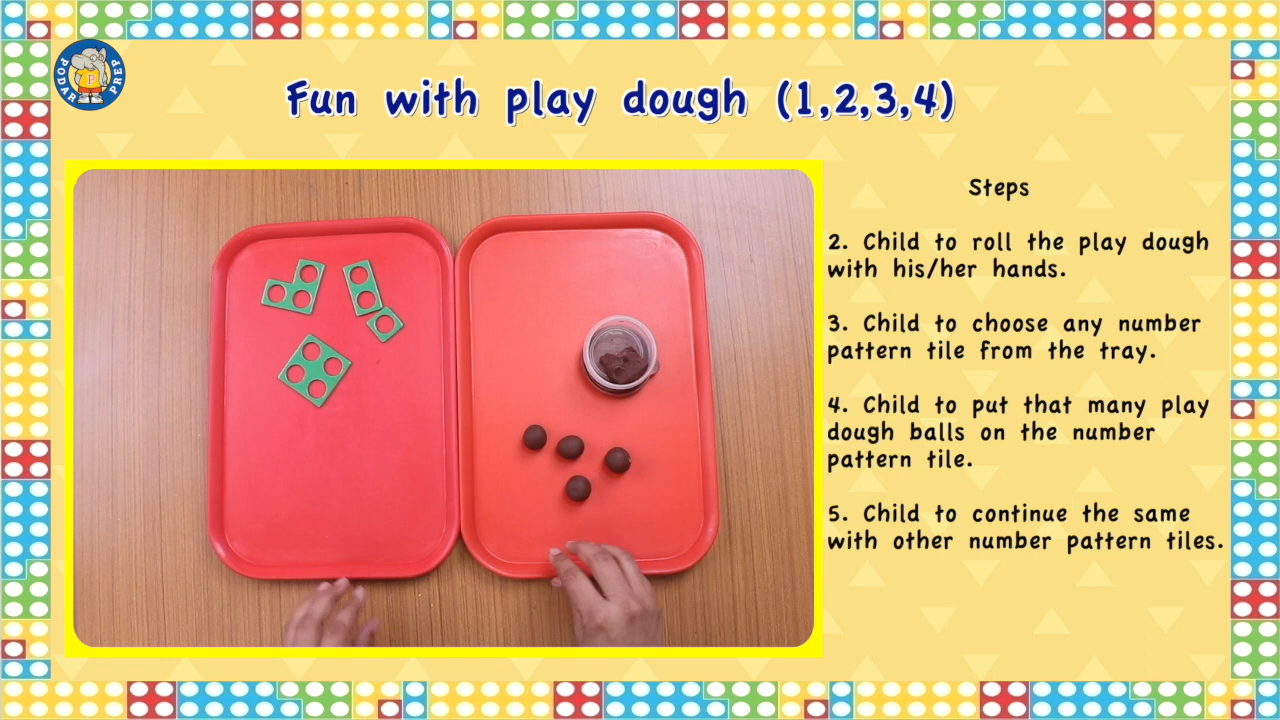 PODAR PREP
P
Fun with play dough (1,2,3,4)
Steps
2. Child to roll the play dough
with his/her hands.
3. Child to choose any number
pattern tile from the tray.
4. Child to put that many play
dough balls on the number
pattern tile.
5. Child to continue the same
with other number pattern tiles.